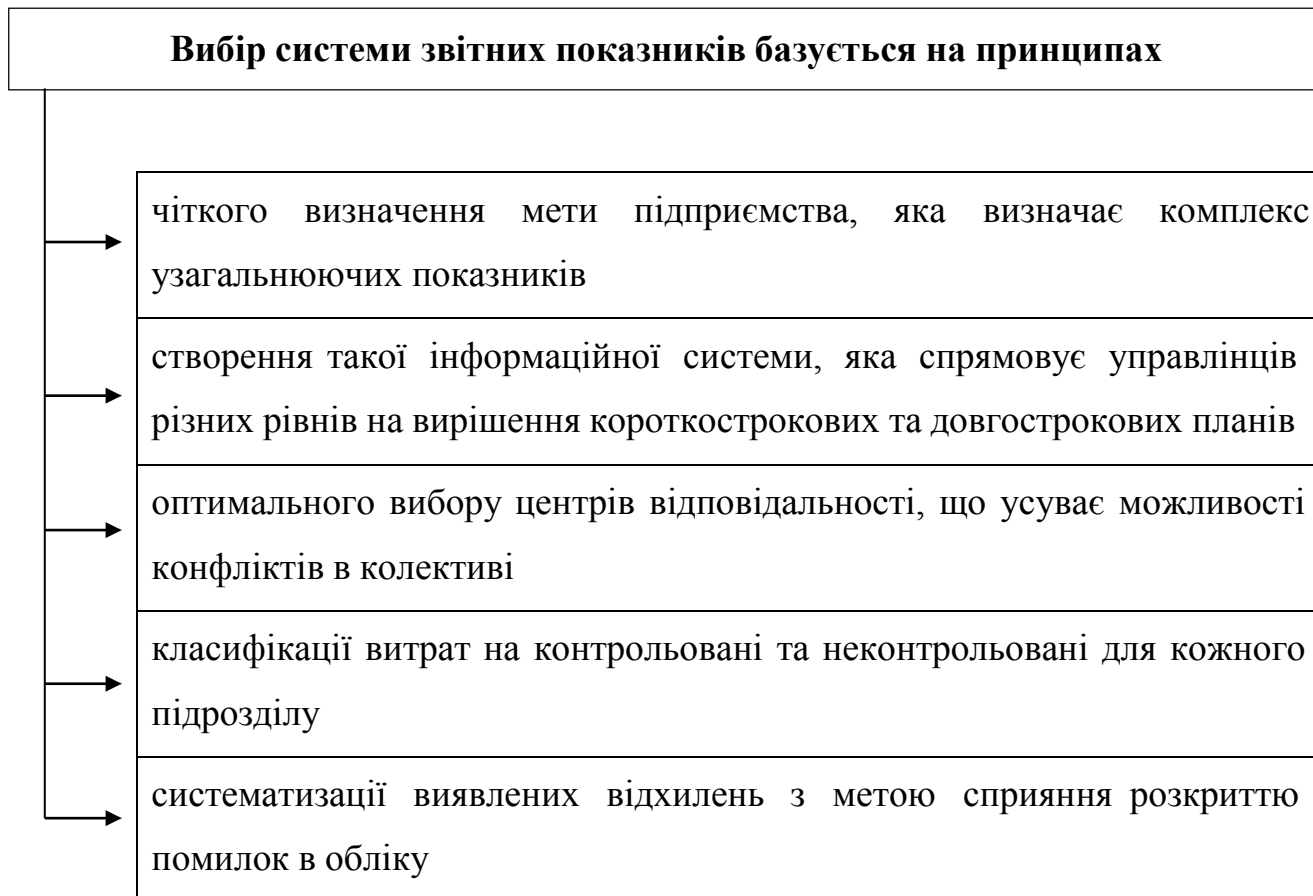 Вибір системи звітних показників базується на принципах
чіткого визначення мети підприємства, яка визначає комплекс
узагальнюючих показників
створення такої інформаційної системи, яка спрямовує управлінців
різних рівнів на вирішення короткострокових та довгострокових планів
оптимального вибору центрів відповідальності, що усуває можливості
конфліктів в колективі
класифікації витрат на контрольовані та неконтрольовані для кожного
підрозділу
систематизації виявлених відхилень з метою сприяння розкриттю
помилок в обліку